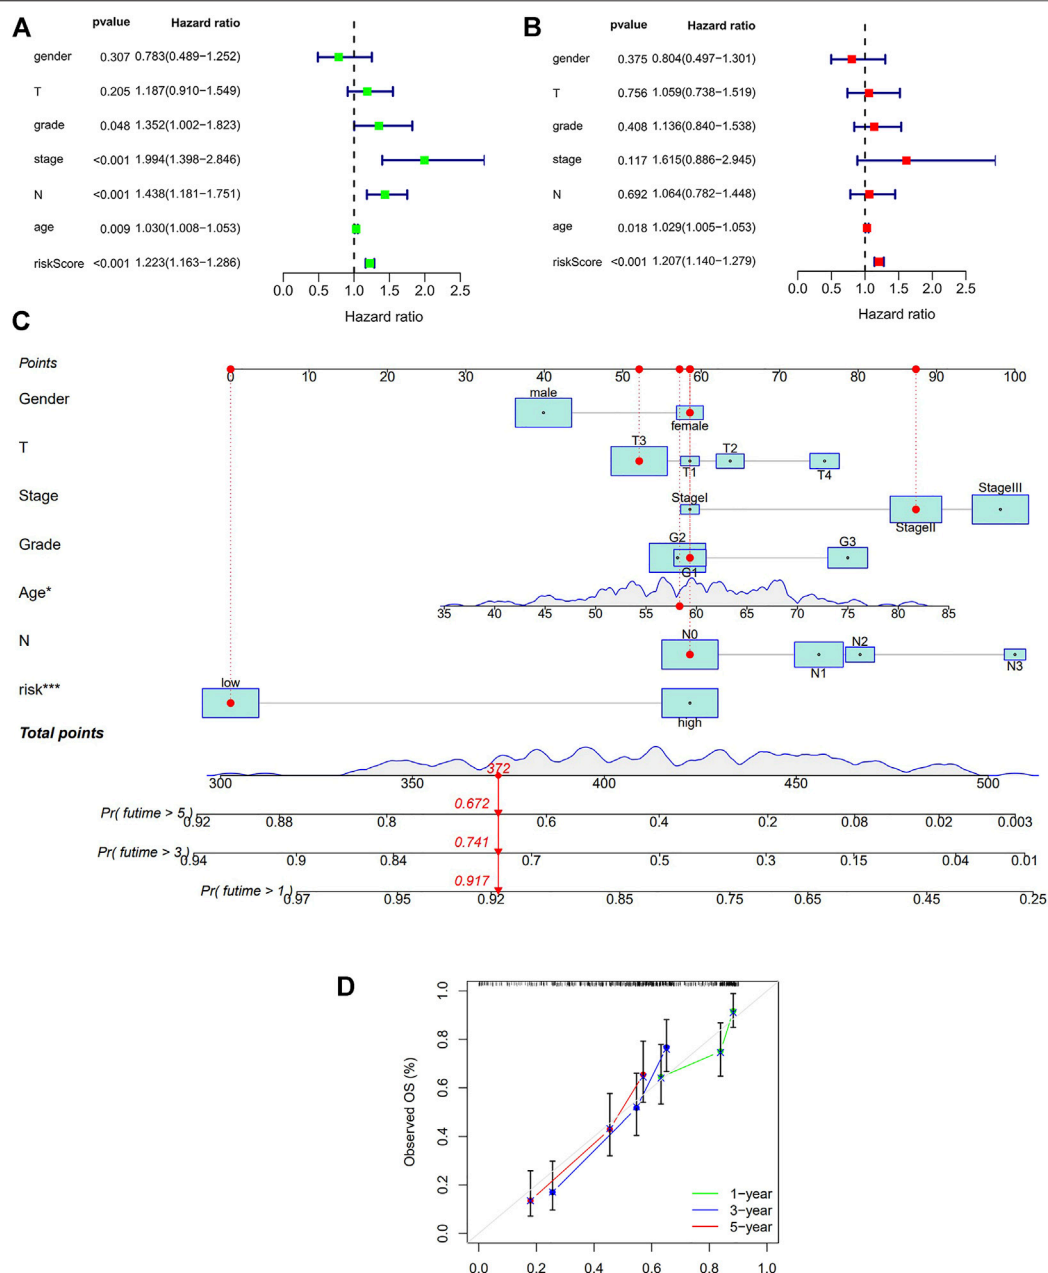 A
pvalue Hazard ratio
gender 0.307 0.783(0.489−1.252)
T 0.205 1.187(0.910−1.549)
grade 0.048 1.352(1.002−1.823)
stage <0.001 1.994(1.398−2.846)
N <0.001 1.438(1.181−1.751)
age 0.009 1.030(1.008−1.053)
riskScore <0.001 1.223(1.163−1.286)
0.0 0.5 1.0 1.5 2.0 2.5
Hazard ratio
B
pvalue Hazard ratio
gender 0.375 0.804(0.497−1.301)
T 0.756 1.059(0.738−1.519)
grade 0.408 1.136(0.840−1.538)
stage 0.117 1.615(0.886−2.945)
N 0.692 1.064(0.782−1.448)
age 0.018 1.029(1.005−1.053)
riskScore <0.001 1.207(1.140−1.279)
0.0 0.5 1.0 1.5 2.0 2.5
Hazard ratio
C
Points
0 10 20 30 40 50 60 70 80 90 100
Gender
male
female
T
T3 T2
T1 T4
Stage
StageI StageIII
StageII
Grade
G2 G3
G1
Age*
35 40 45 50 55 60 65 70 75 80 85
N
N0 N2
N1 N3
risk***
low
high
Total points
372
300 350 400 450 500
0.672
Pr( futime > 5 )
0.92 0.88 0.8 0.6 0.4 0.2 0.08 0.02 0.003
0.741
Pr( futime > 3 )
0.94 0.9 0.84 0.7 0.5 0.3 0.15 0.04 0.01
0.917
Pr( futime > 1 )
0.97 0.95 0.92 0.85 0.75 0.65 0.45 0.25
D
Observed OS (%)
1.0
0.8
0.6
0.4
0.2
0.0
1−year
3−year
5−year
0.0 0.2 0.4 0.6 0.8 1.0